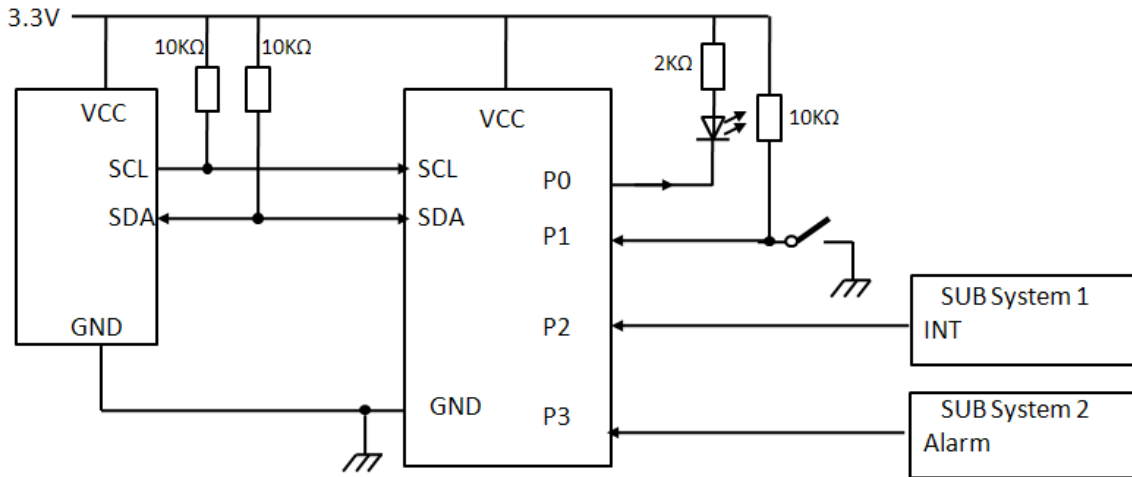 3.3V
10KΩ
10KΩ
2KΩ
10KΩ
VCC
SCL
SDA
GND
VCC
SCL
SDA
GND
P0
P1
P2
P3
SUB System 1
INT
SUB System 2
Alarm